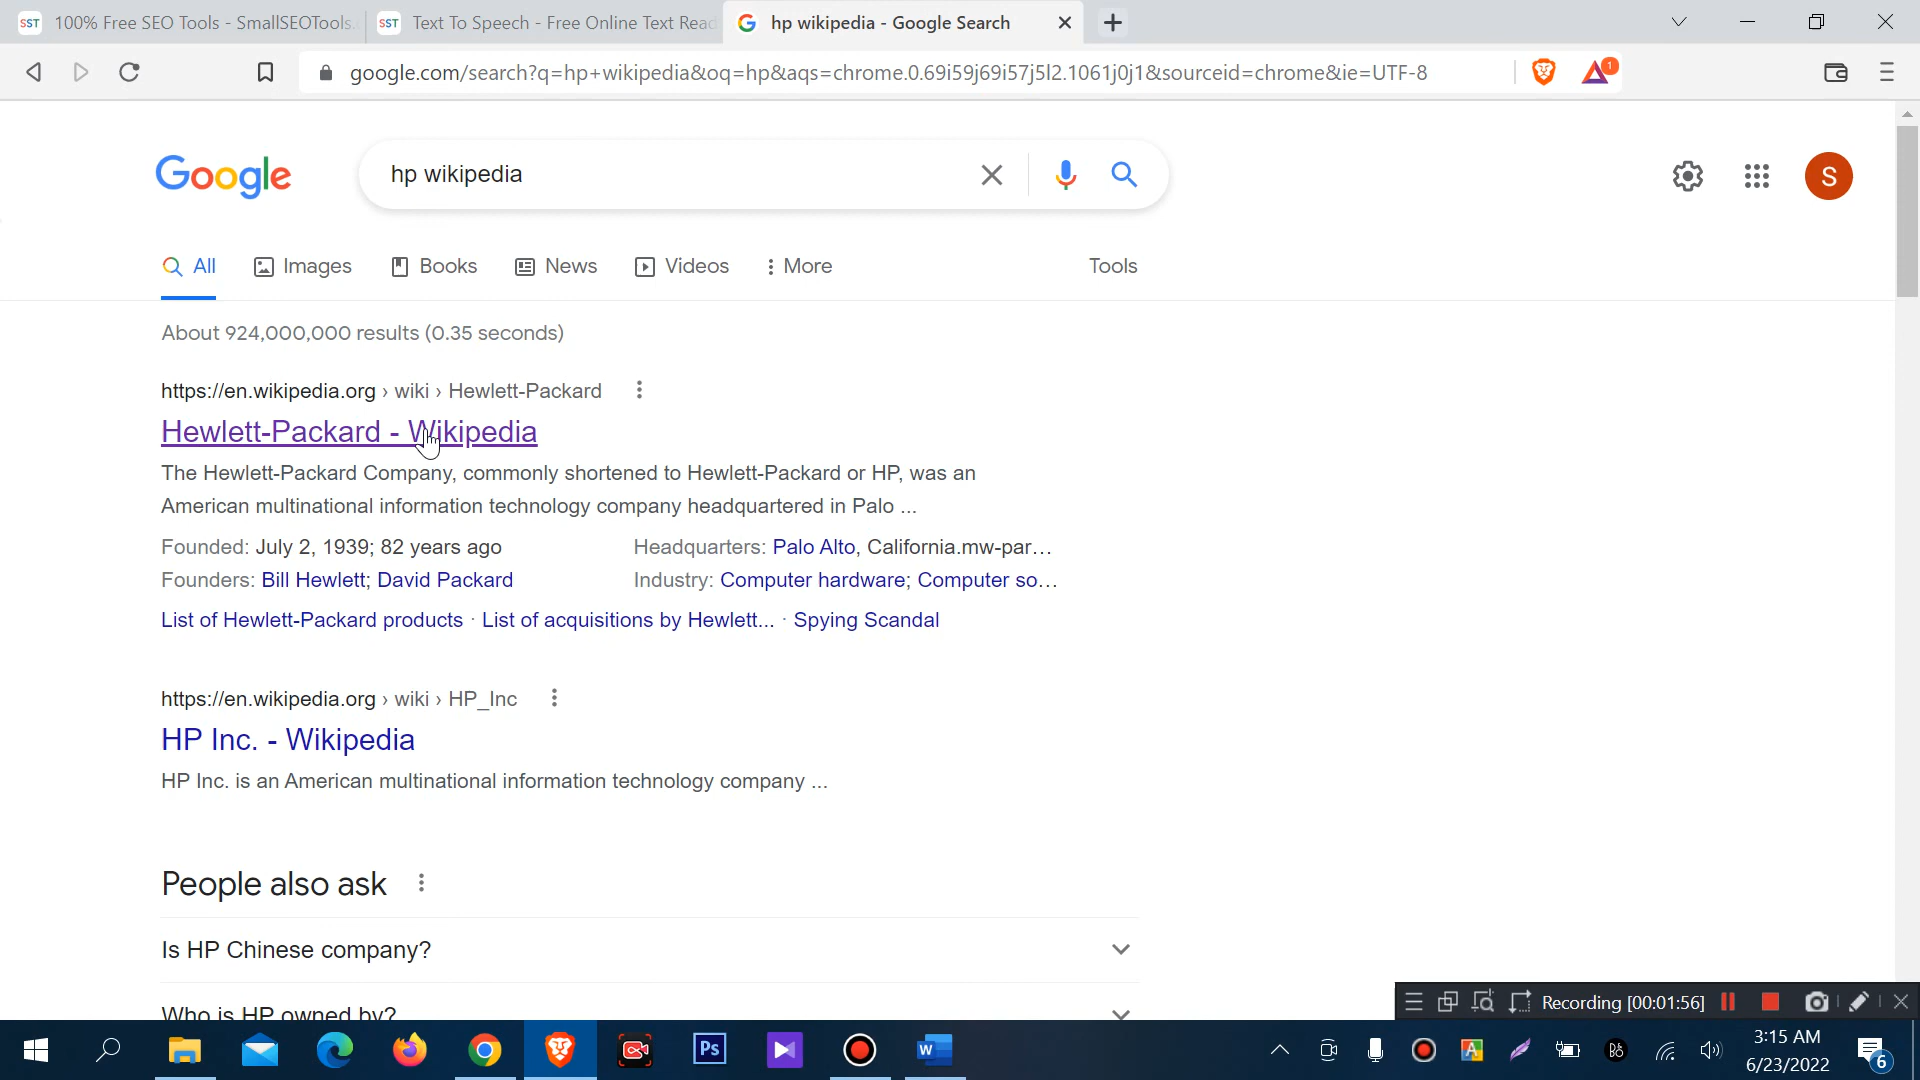 SST 100% Free SEO Tools - SmallSEOTools.
SST Text To Speech - Free Online Text Read
hp wikipedia - Google Search
google.com/search?q=hp+wikipedia&oq=hp&aqs=chrome.0.69i59j69i57j5l2.1061j0j1&sourceid=chrome&ie=UTF-8
1
Google
hp wikipedia
S
All Images Books News Videos More Tools
About 924,000,000 results (0.35 seconds)
https://en.wikipedia.org › wiki › Hewlett-Packard
Hewlett-Packard - Wikipedia
The Hewlett-Packard Company, commonly shortened to Hewlett-Packard or HP, was an
American multinational information technology company headquartered in Palo ...
Founded: July 2, 1939; 82 years ago Headquarters: Palo Alto, California.mw-par...
Founders: Bill Hewlett; David Packard Industry: Computer hardware; Computer so...
List of Hewlett-Packard products · List of acquisitions by Hewlett... · Spying Scandal
https://en.wikipedia.org › wiki › HP_Inc
HP Inc. - Wikipedia
HP Inc. is an American multinational information technology company ...
People also ask
Is HP Chinese company?
Who is HP owned by?
Recording [00:01:56]
Ps
W
A
3:15 AM
6/23/2022
6